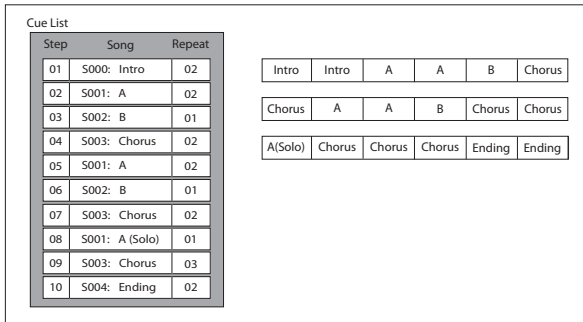 Cue List
Step Song Repeat
01 S000: Intro 02
02 S001: A 02
03 S002: B 01
04 S003: Chorus 02
05 S001: A 02
06 S002: B 01
07 S003: Chorus 02
08 S001: A (Solo) 01
09 S003: Chorus 03
10 S004: Ending 02
Intro Intro A A B Chorus
Chorus A A B Chorus Chorus
A(Solo) Chorus Chorus Chorus Ending Ending